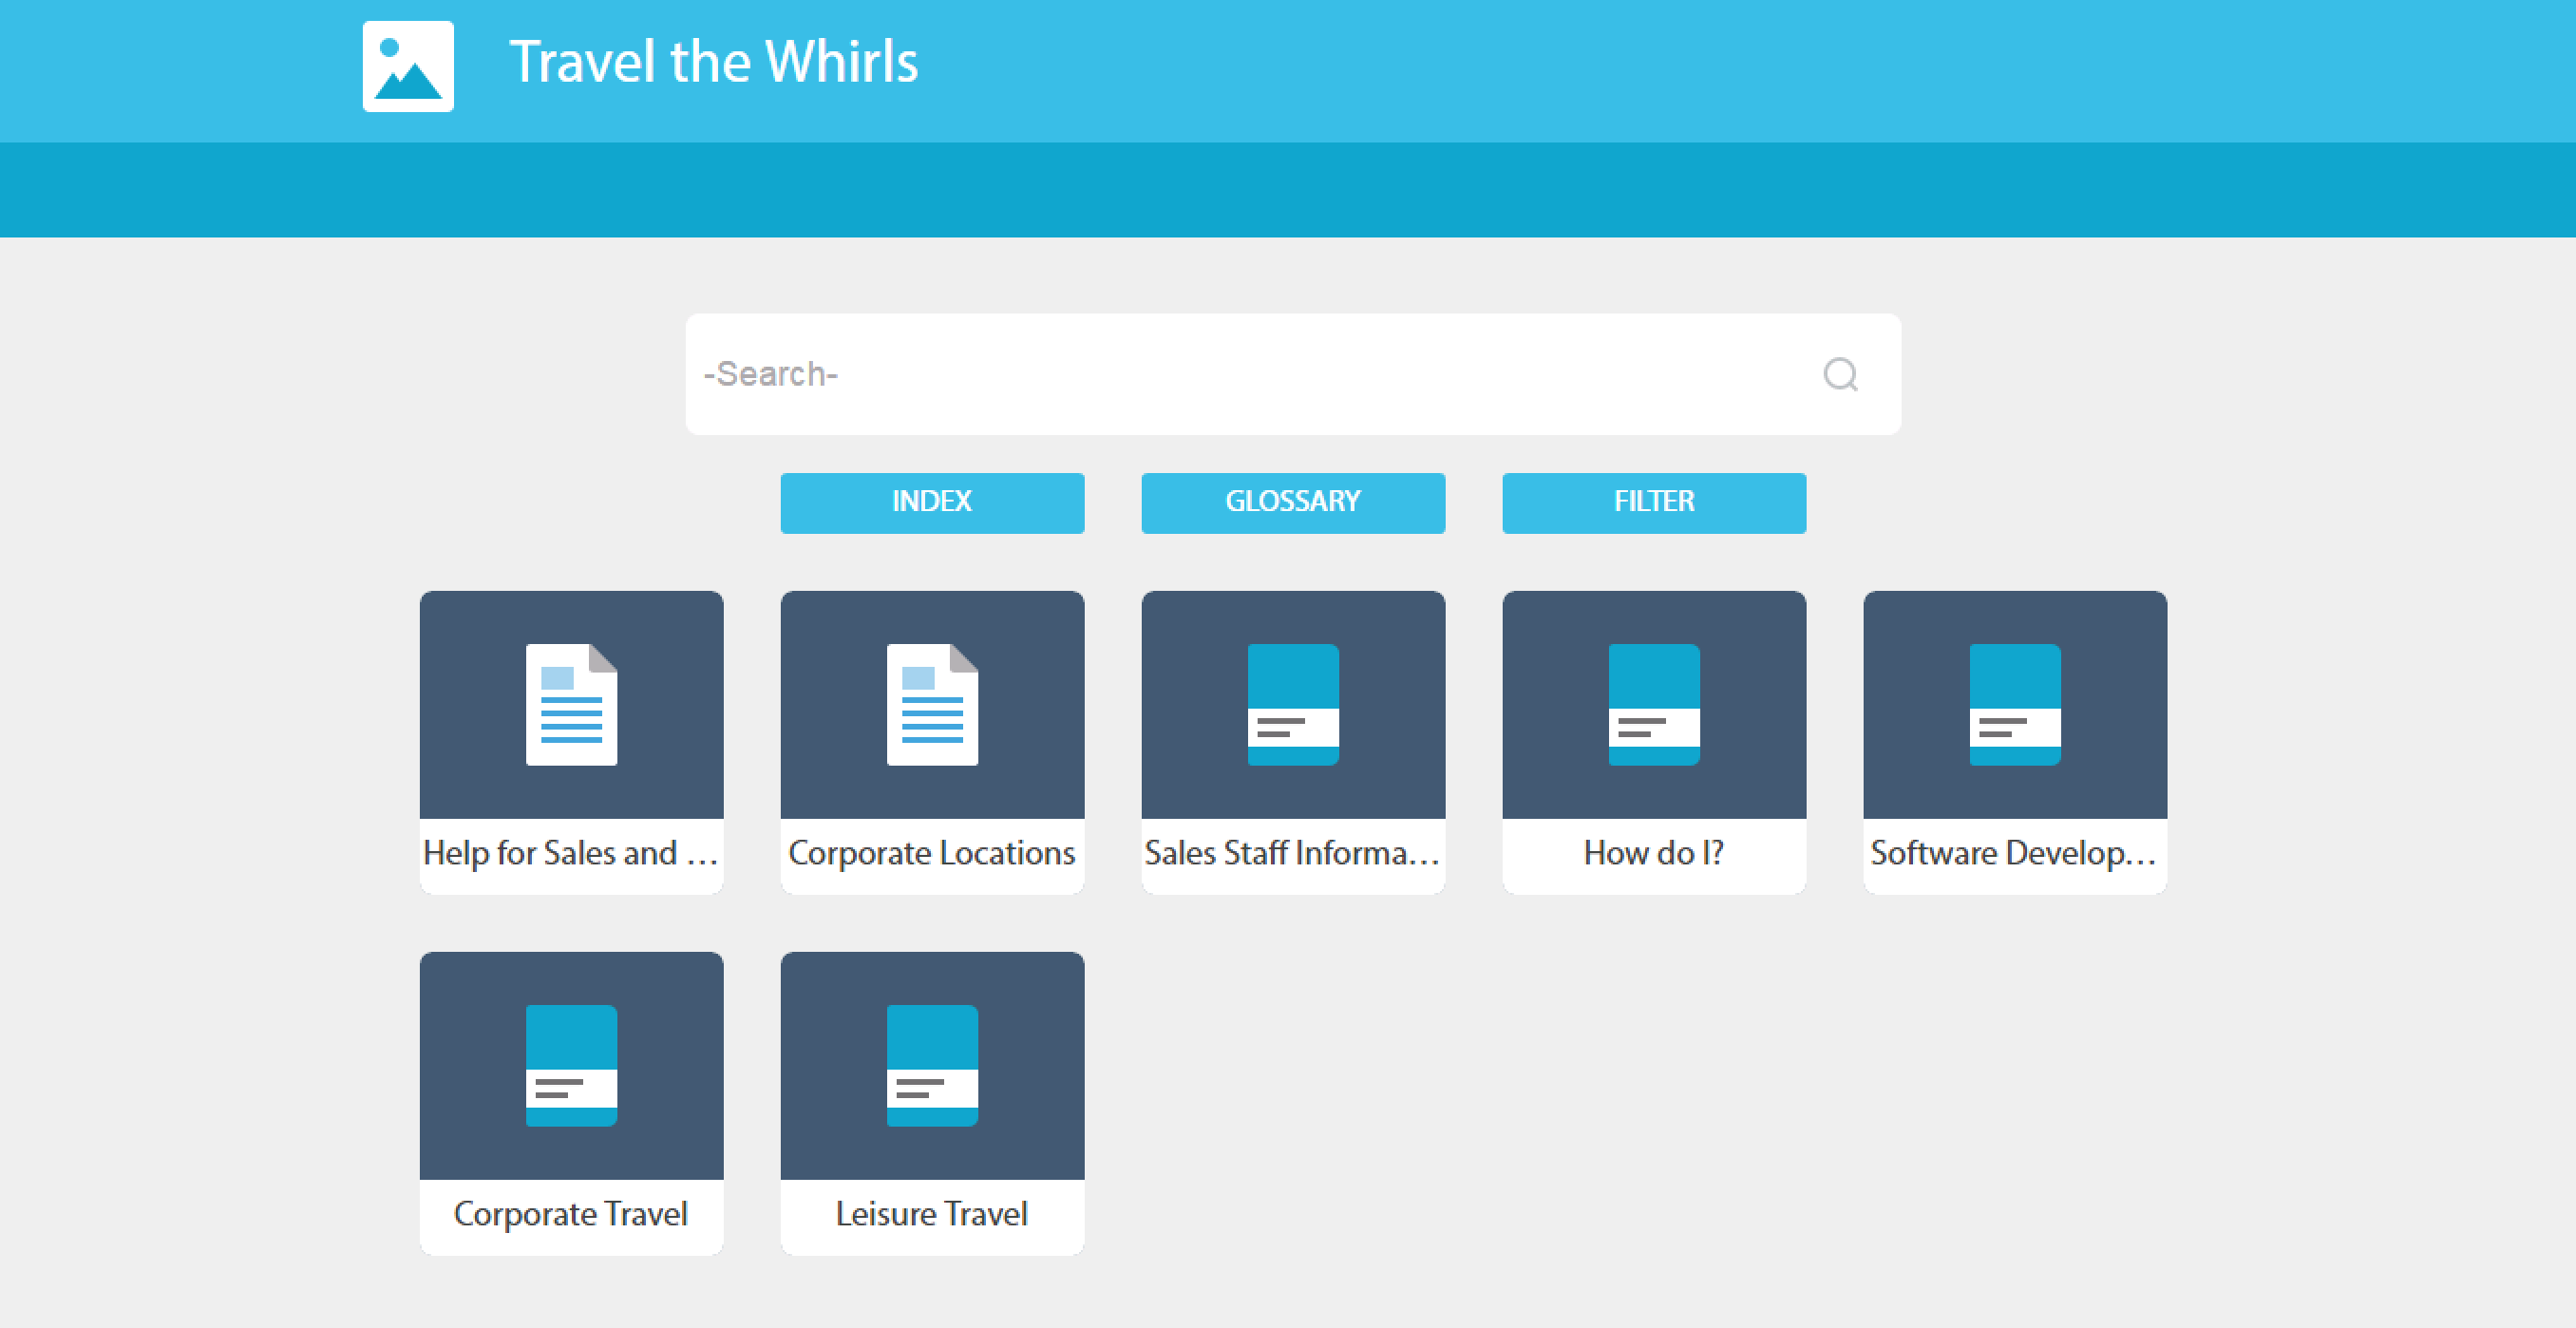 Travel the Whirls
-Search-
INDEX
GLOSSARY
FILTER
Help for Sales and ...
Corporate Locations
Sales Staff Informa...
How do I?
Software Develop...
Corporate Travel
Leisure Travel